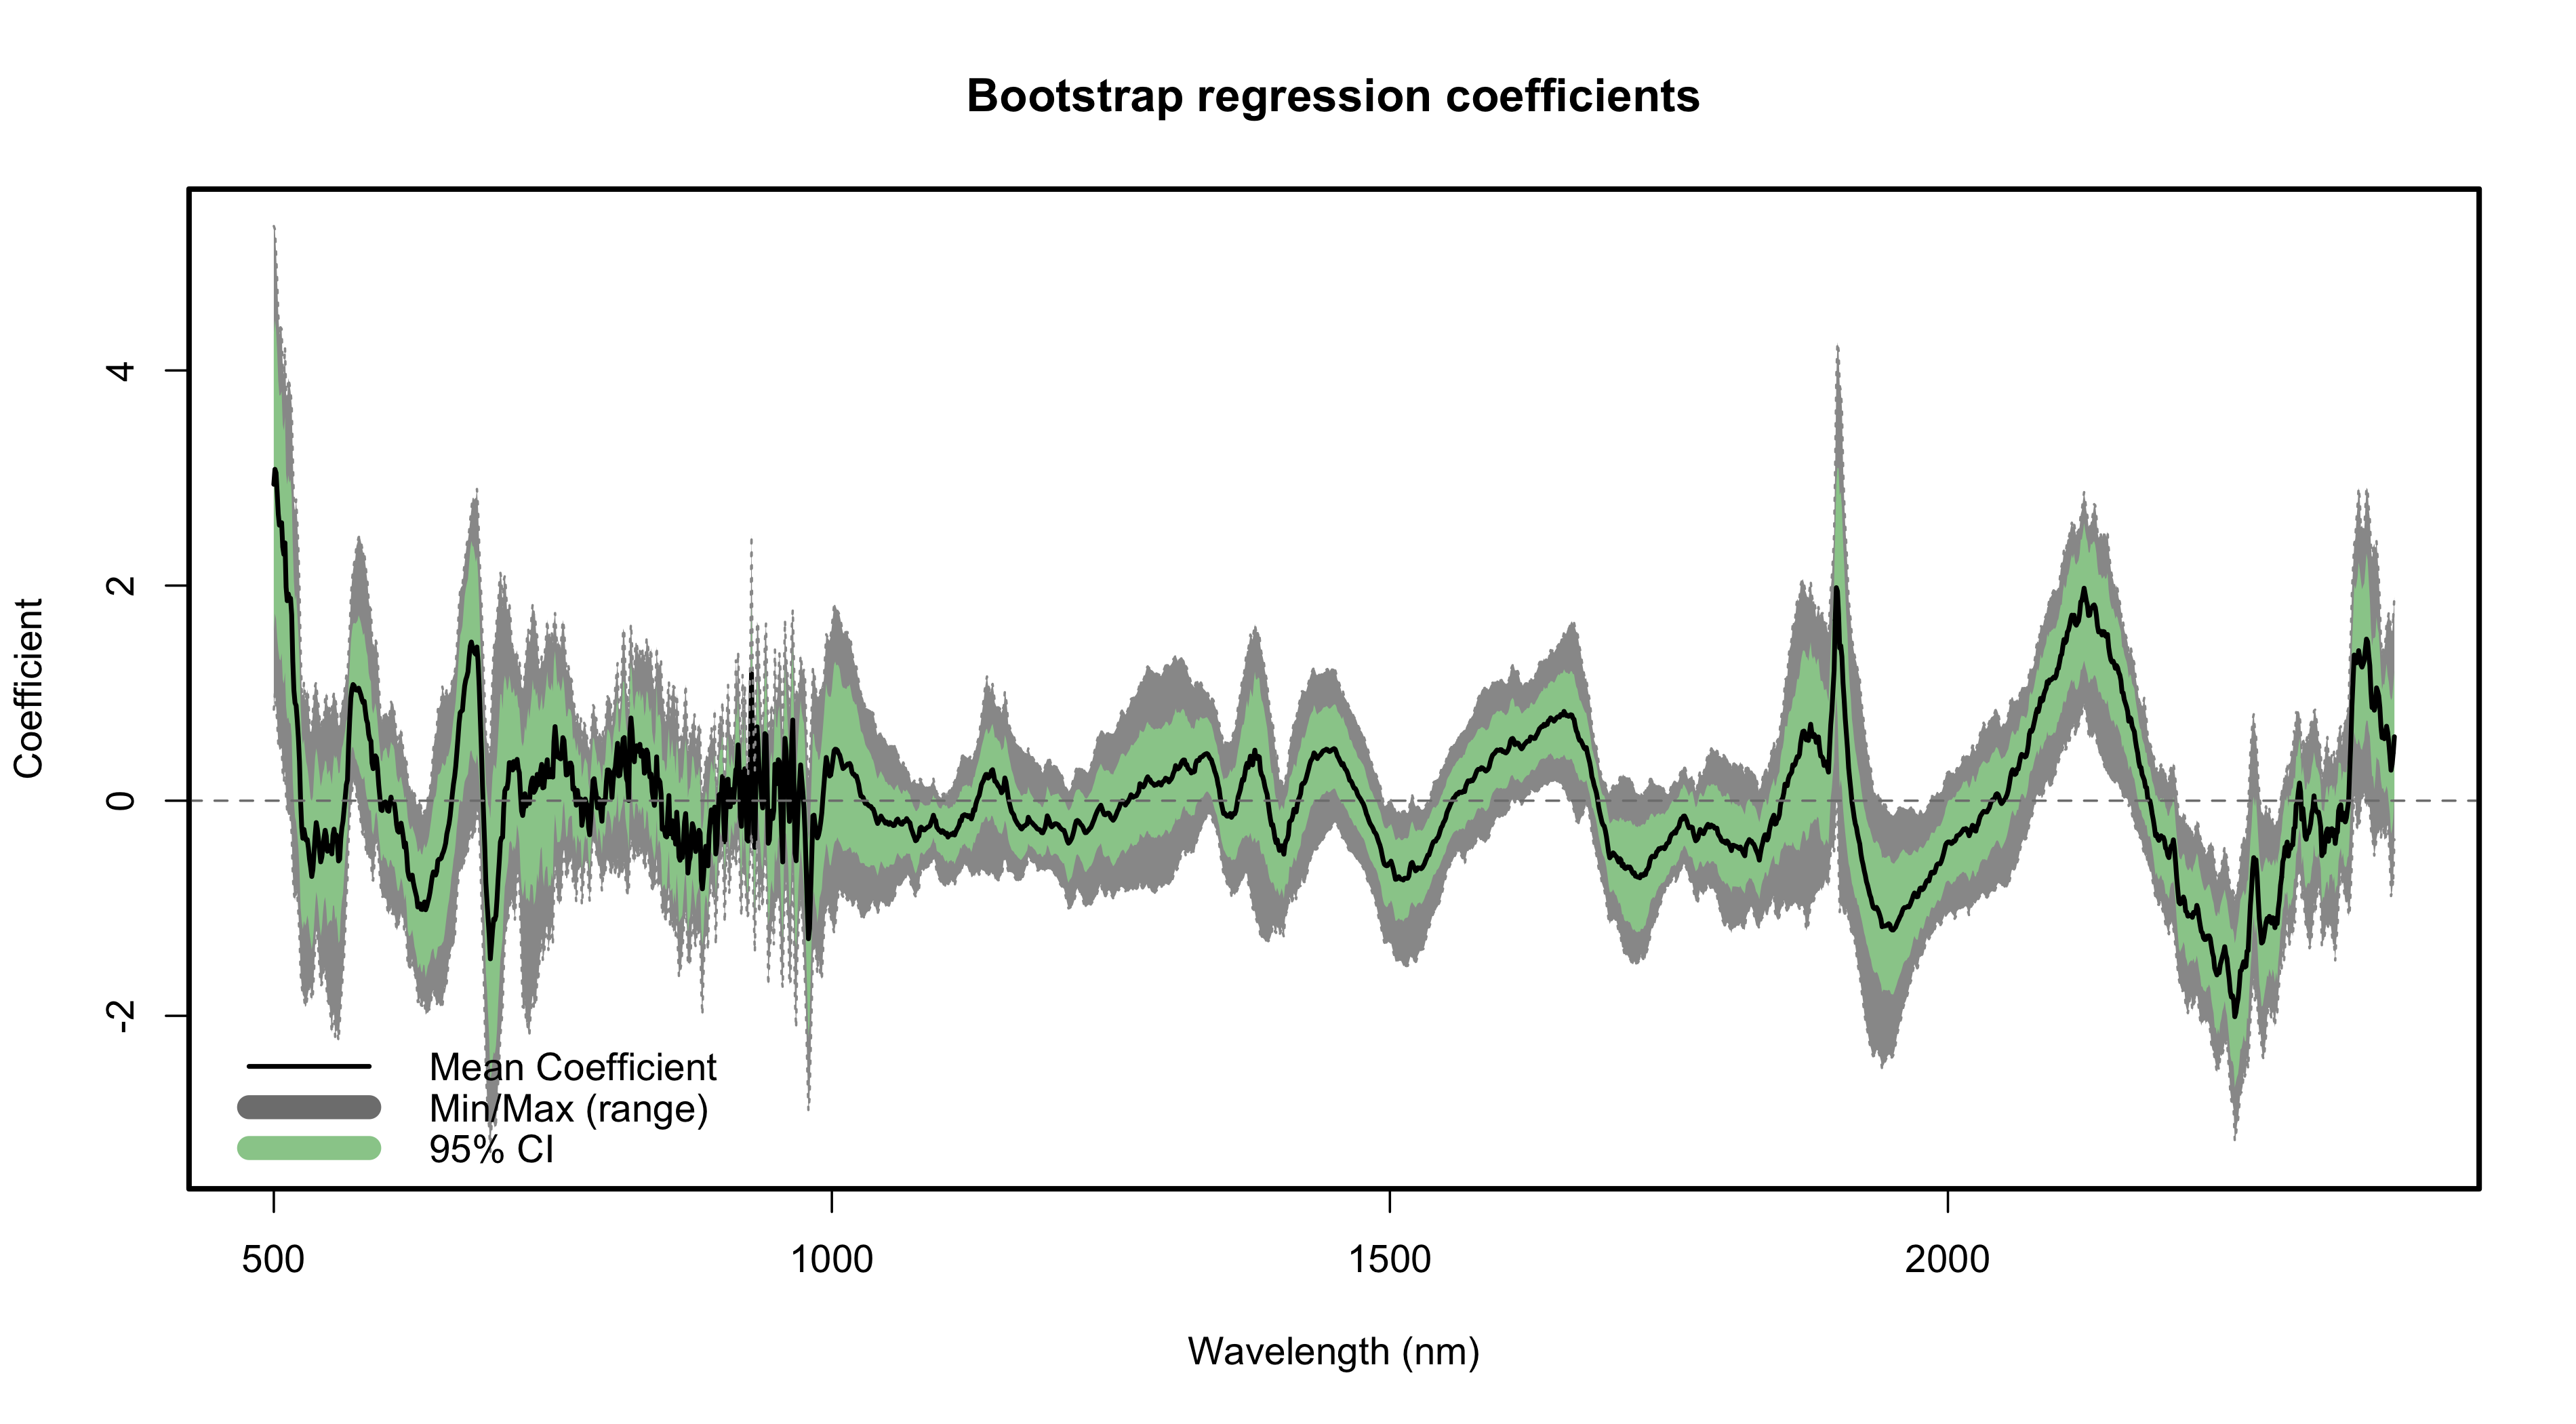 Bootstrap regression coefficients
Coefficient
4
2
0
-2
Mean Coefficient
Min/Max (range)
95% CI
500
1000
1500
2000
Wavelength (nm)